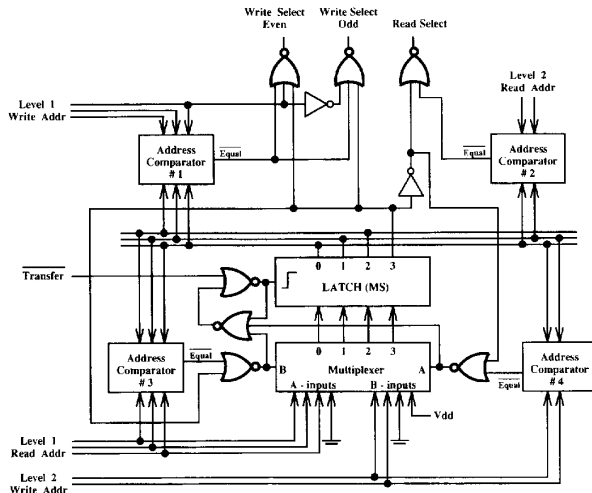 Write Select
Even
Write Select
Odd
Read Select
Level 2
Read Addr
Level 1
Write Addr
Address
Comparator
# 1
Equal
Equal
Address
Comparator
# 2
0 1 2 3
Transfer
LATCH (MS)
0 1 2 3
Address
Comparator
# 3
Equal
B Multiplexer A
A - inputs B - inputs
Equal
Address
Comparator
# 4
Vdd
Level 1
Read Addr
Level 2
Write Addr